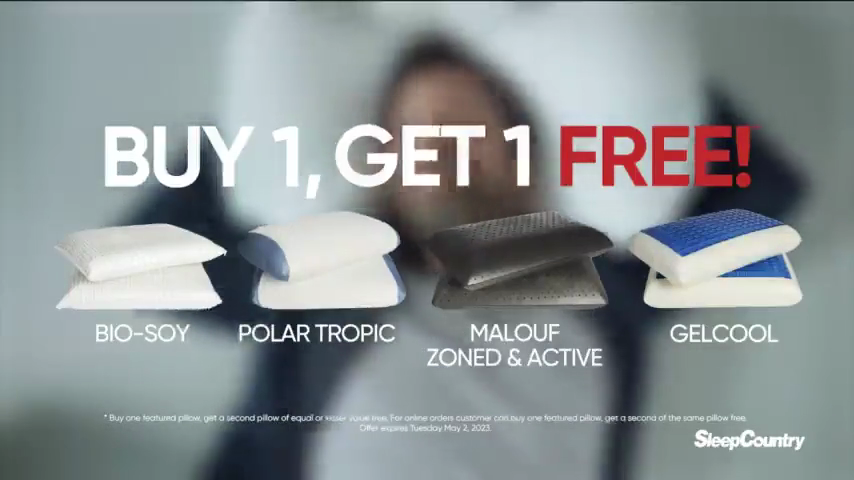 BUY 1, GET 1 FREE!
BIO-SOY
POLAR TROPIC
MALOUF
ZONED & ACTIVE
GELCOOL
* Buy one featured pillow, get a second pillow of equal or lesser value free. For online orders customer can buy one featured pillow, get a second of the same pillow free.
Offer expires Tuesday May 2, 2023.
SleepCountry